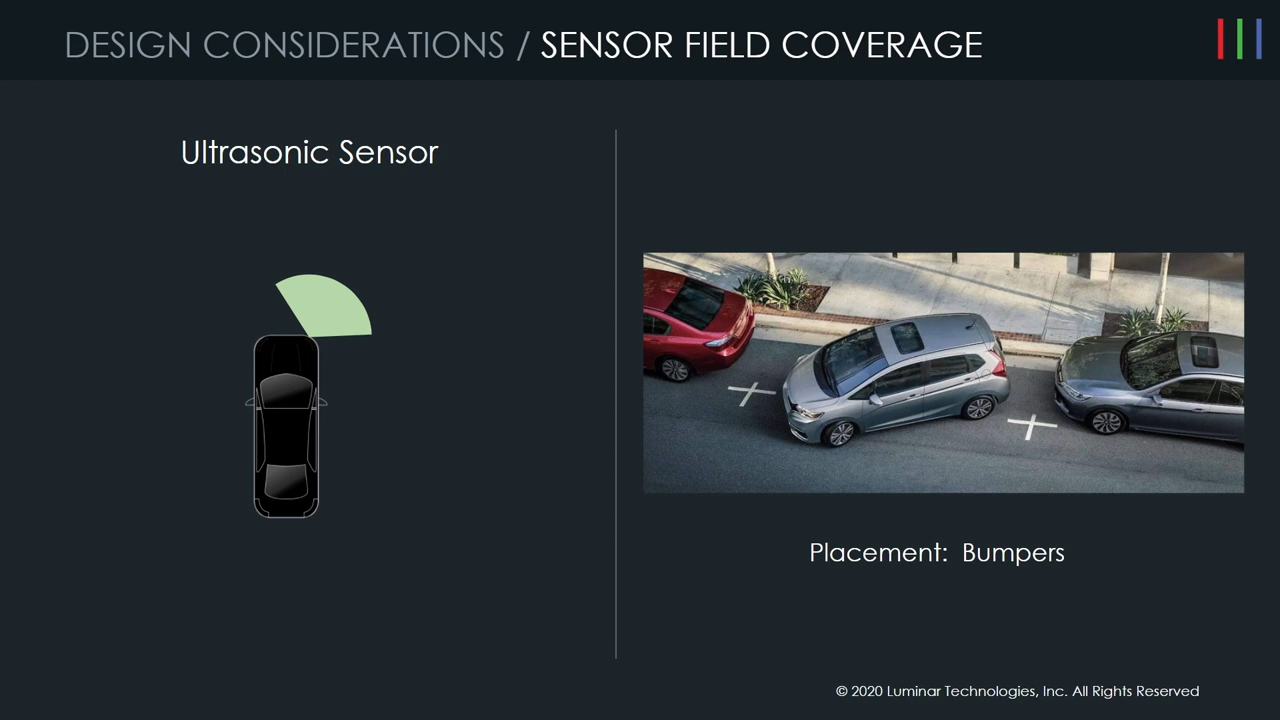 DESIGN CONSIDERATIONS / SENSOR FIELD COVERAGE
Ultrasonic Sensor
Placement: Bumpers
© 2020 Luminar Technologies, Inc. All Rights Reserved